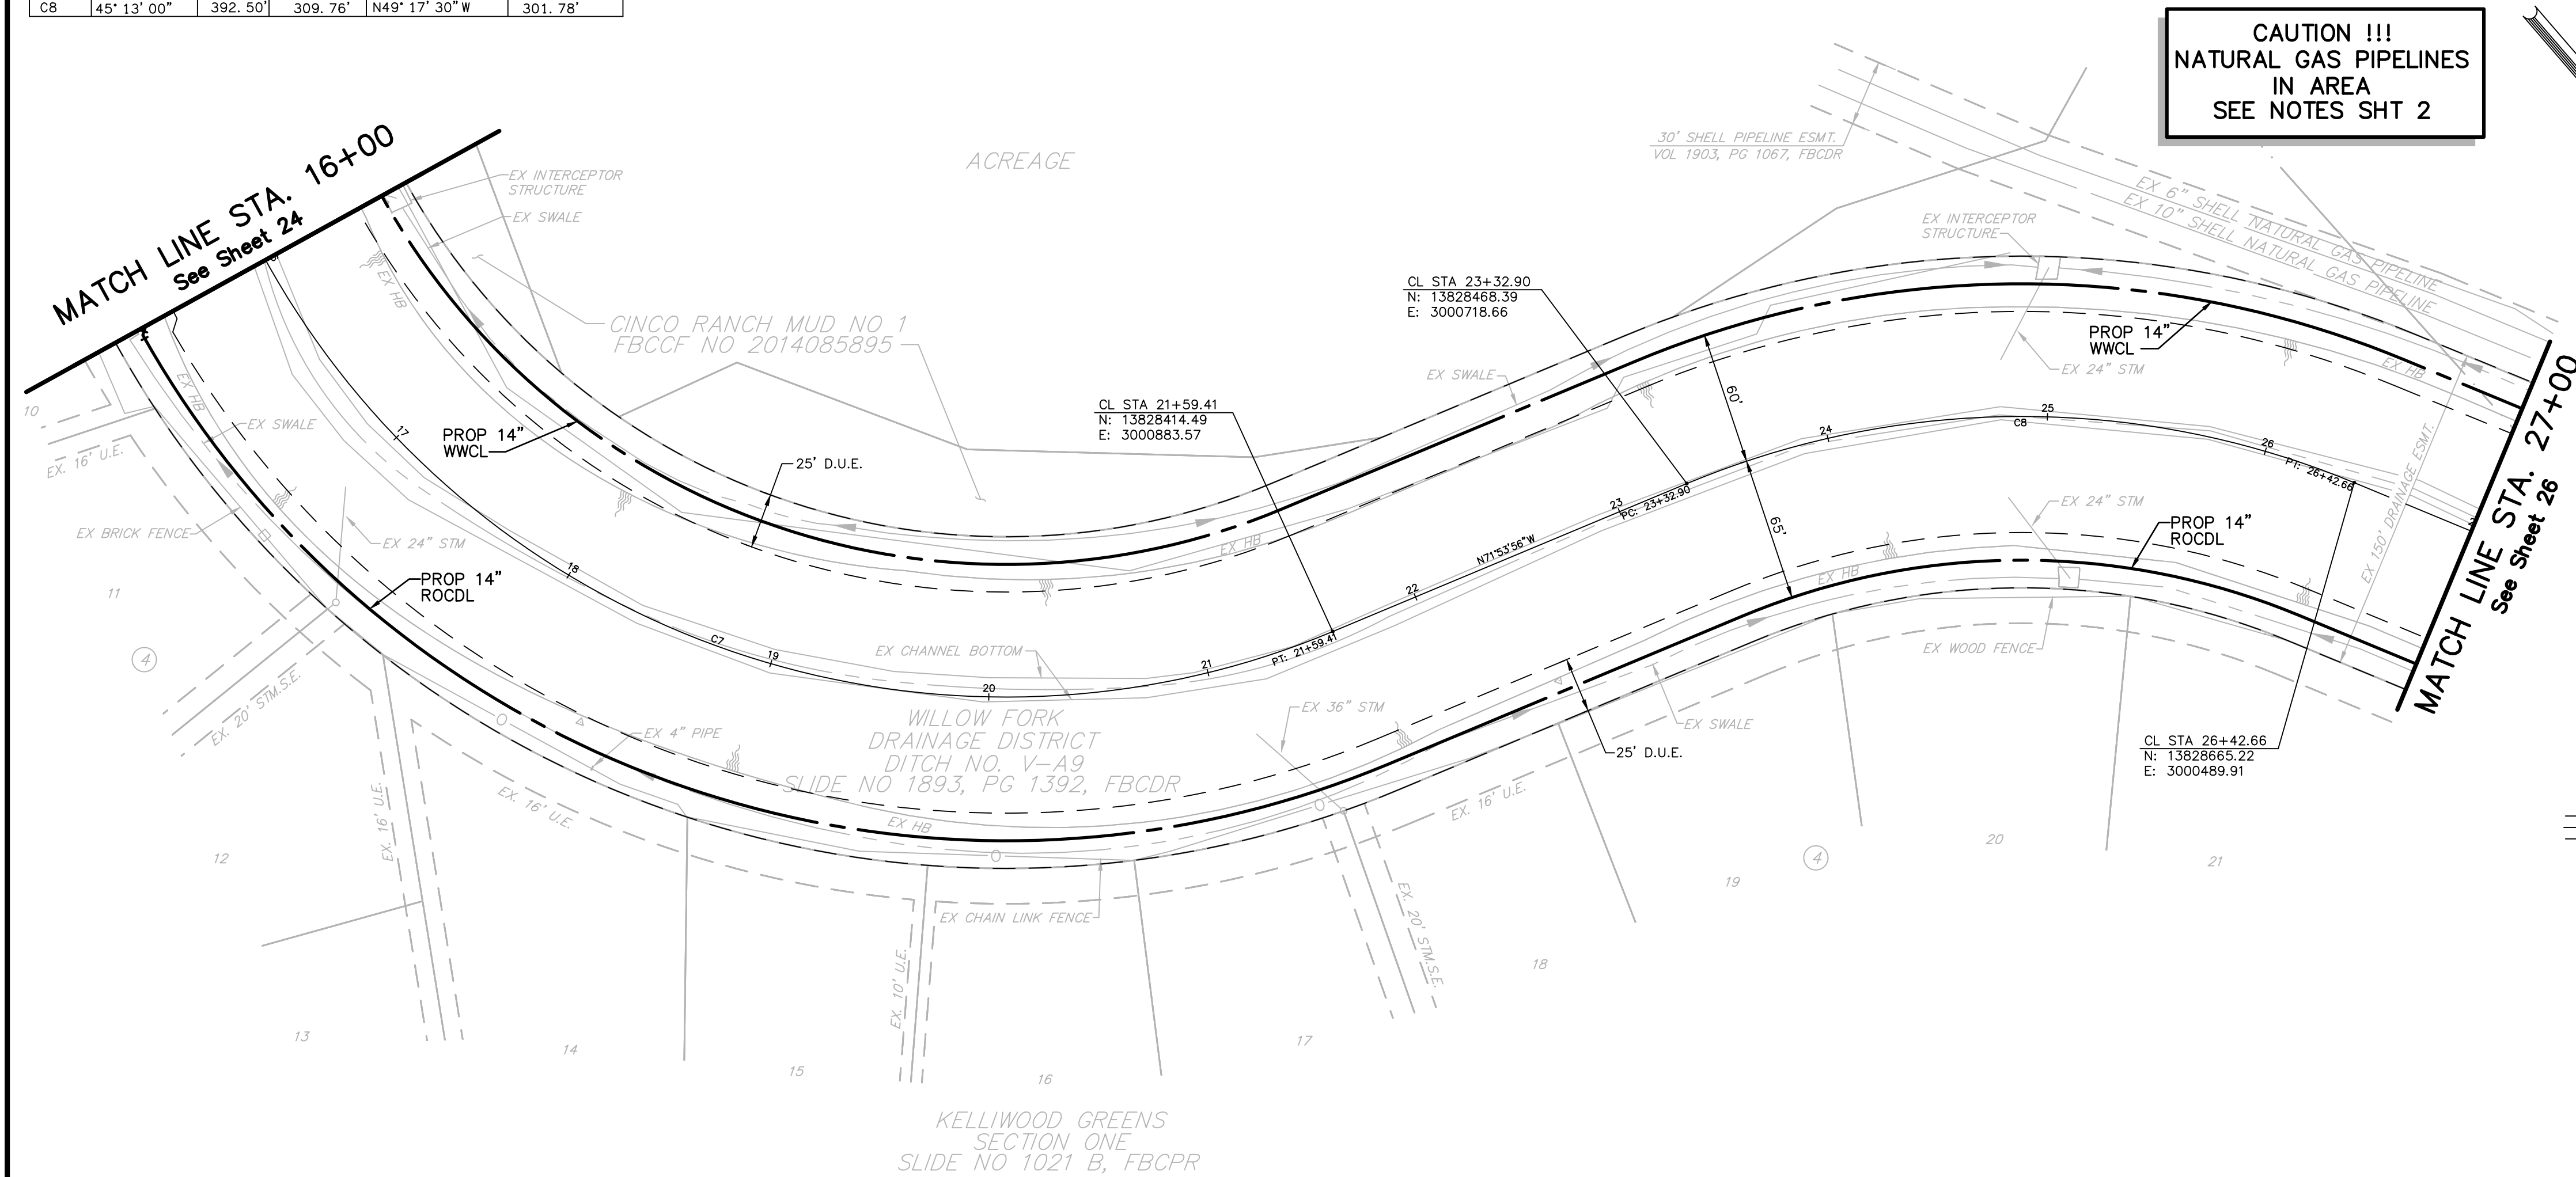 C8 45° 13' 00" 392.50' 309.76' N49° 17' 30" W 301.78'
CAUTION !!!
NATURAL GAS PIPELINES
IN AREA
SEE NOTES SHT 2
MATCH LINE STA. 16+00
See Sheet 24
EX INTERCEPTOR
STRUCTURE
EX SWALE
ACREAGE
30' SHELL PIPELINE ESMT.
VOL 1903, PG 1067, FBCDR
EX 6" SHELL NATURAL GAS PIPELINE
EX 10" SHELL NATURAL GAS PIPELINE
EX INTERCEPTOR
STRUCTURE
EX HB
CINCO RANCH MUD NO 1
FBCCF NO 2014085895
CL STA 23+32.90
N: 13828468.39
E: 3000718.66
PROP 14"
WWCL
EX 24" STM
EX HB
EX SWALE
CL STA 21+59.41
N: 13828414.49
E: 3000883.57
60'
MATCH LINE STA. 27+00
See Sheet 26
10
EX. 16' U.E.
EX HB
EX SWALE
17
PROP 14"
WWCL
25' D.U.E.
24
25
C8
26
PT: 26+42.66
EX 150' DRAINAGE ESMT.
23
PC: 23+32.90
65'
EX 24" STM
PROP 14"
ROCDL
EX BRICK FENCE
EX 24" STM
EX HB
N71°53'56"W
EX HB
11
18
PROP 14"
ROCDL
22
4
C7
19
EX CHANNEL BOTTOM
21
PT: 21+59.41
20
EX WOOD FENCE
EX. 20' STM.S.E.
EX 4" PIPE
WILLOW FORK
DRAINAGE DISTRICT
DITCH NO. V-A9
SLIDE NO 1893, PG 1392, FBCDR
EX 36" STM
EX SWALE
25' D.U.E.
CL STA 26+42.66
N: 13828665.22
E: 3000489.91
EX. 16' U.E.
EX. 16' U.E.
EX HB
EX. 16' U.E.
12
4
20
21
19
EX CHAIN LINK FENCE
EX. 20' STM.S.E.
EX. 10' U.E.
18
13
14
15
16
17
KELLIWOOD GREENS
SECTION ONE
SLIDE NO 1021 B, FBCPR